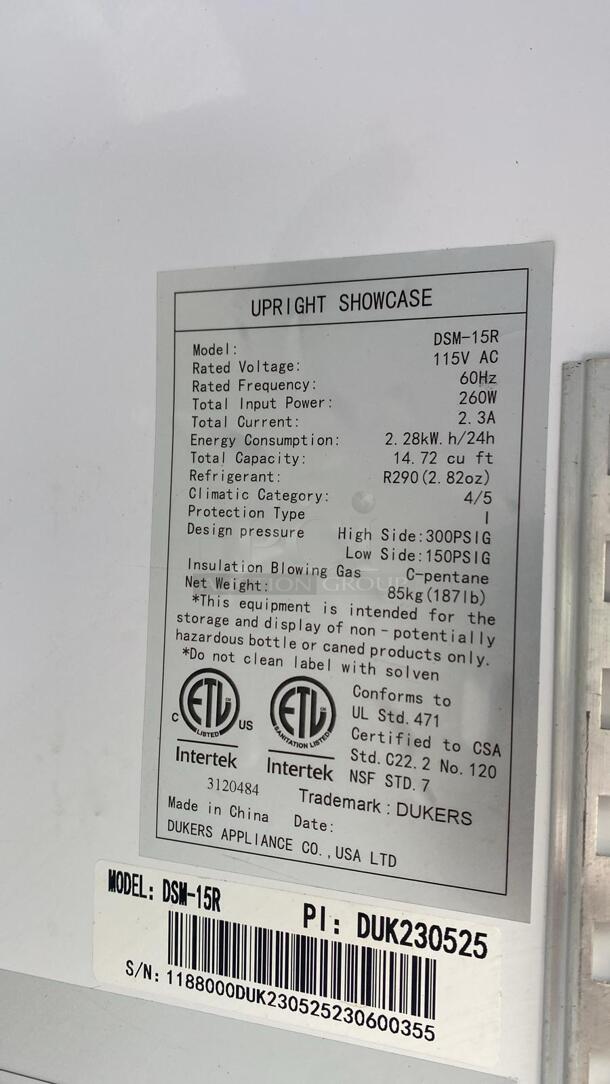 UPRIGHT SHOWCASE
Model: DSM-15R
Rated Voltage: 115V AC
Rated Frequency: 60Hz
Total Input Power: 260W
Total Current: 2.3A
Energy Consumption: 2.28kW.h/24h
Total Capacity: 14.72 cu ft
Refrigerant: R290(2.82oz)
Climatic Category: 4/5
Protection Type I
Design pressure High Side:300PSIG
Low Side:150PSIG
Insulation Blowing Gas C-pentane
Net Weight: 85kg(187lb)
*This equipment is intended for the
storage and display of non-potentially
hazardous bottle or caned products only.
*Do not clean label with solven
C ETL LISTED US
Intertek
3120484
ETL SANITATION LISTED
Intertek
Conforms to
UL Std.471
Certified to CSA
Std.C22.2 No.120
NSF STD.7
Trademark: DUKERS
Made in China Date:
DUKERS APPLIANCE CO.,USA LTD
MODEL: DSM-15R PI: DUK230525
S/N: 1188000DUK230525230600355
AUCTION GROUP